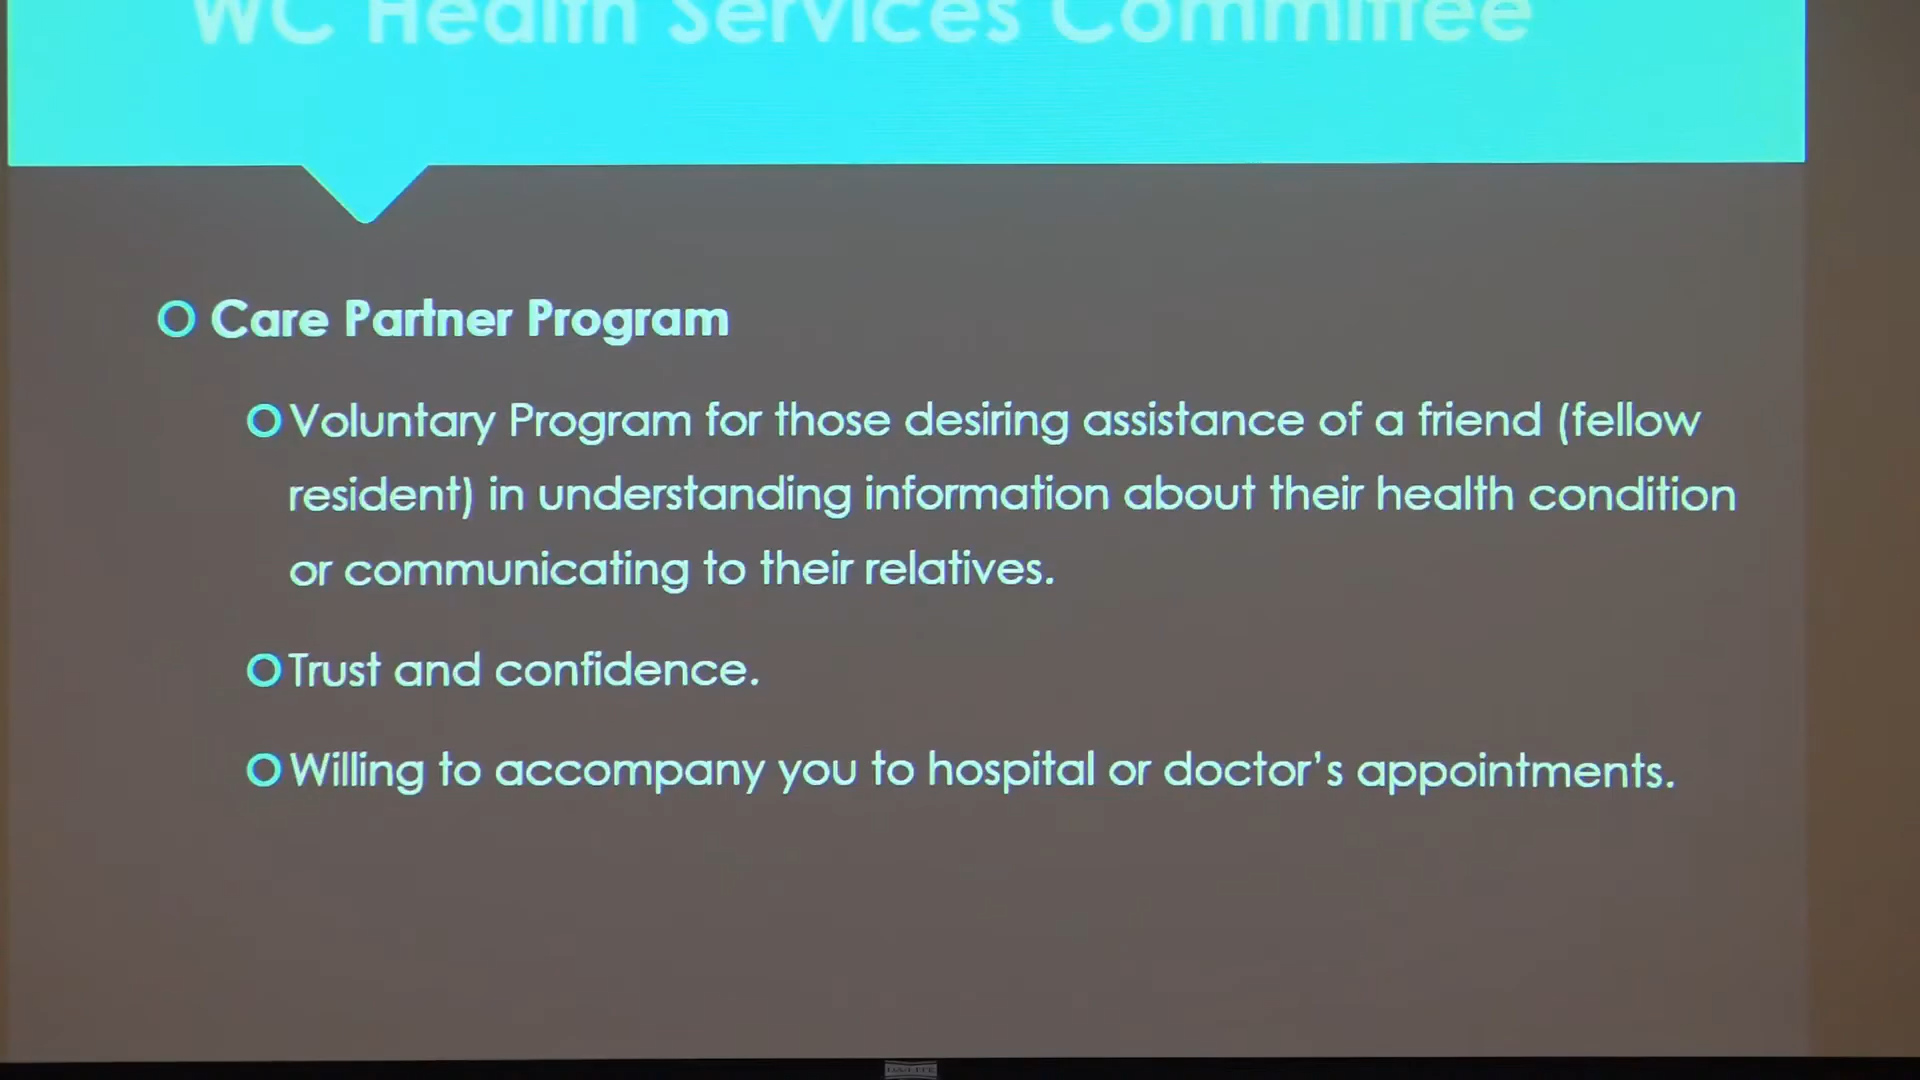 WC Health Services Committee
Care Partner Program
Voluntary Program for those desiring assistance of a friend (fellow
resident) in understanding information about their health condition
or communicating to their relatives.
Trust and confidence.
Willing to accompany you to hospital or doctor’s appointments.
DA-LITE